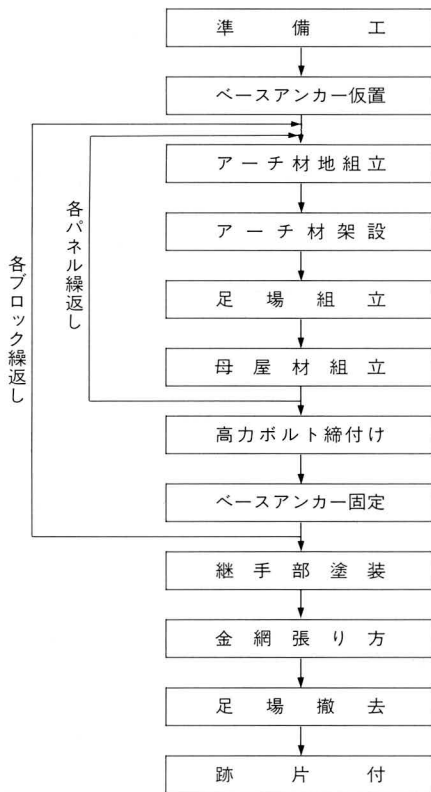 準備工
ベースアンカー仮置
アーチ材地組立
アーチ材架設
足場組立
母屋材組立
高力ボルト締付け
ベースアンカー固定
継手部塗装
金網張り方
足場撤去
跡片付
各パネル繰返し
各ブロック繰返し